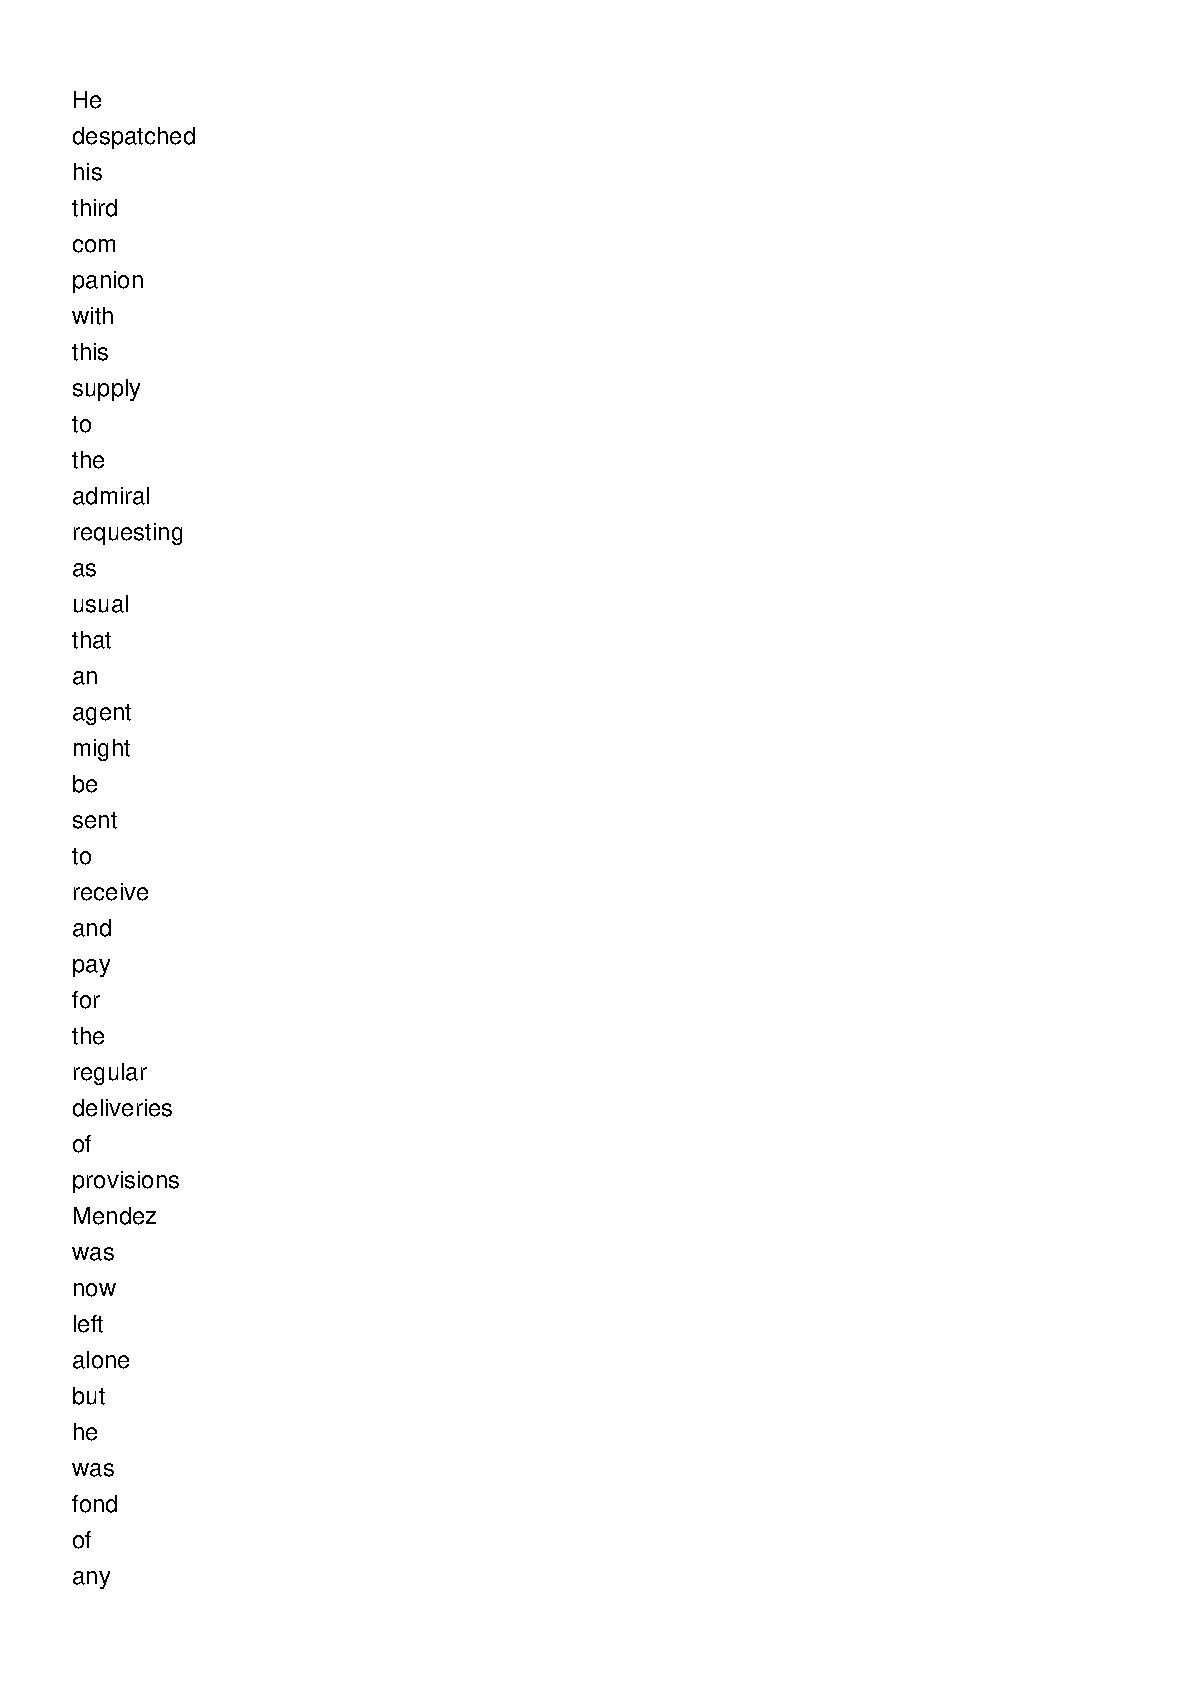 He
despatched
his
third
com
panion
with
this
supply
to
the
admiral
requesting
as
usual
that
an
agent
might
be
sent
to
receive
and
pay
for
the
regular
deliveries
of
provisions
Mendez
was
now
left
alone
but
he
was
fond
of
any